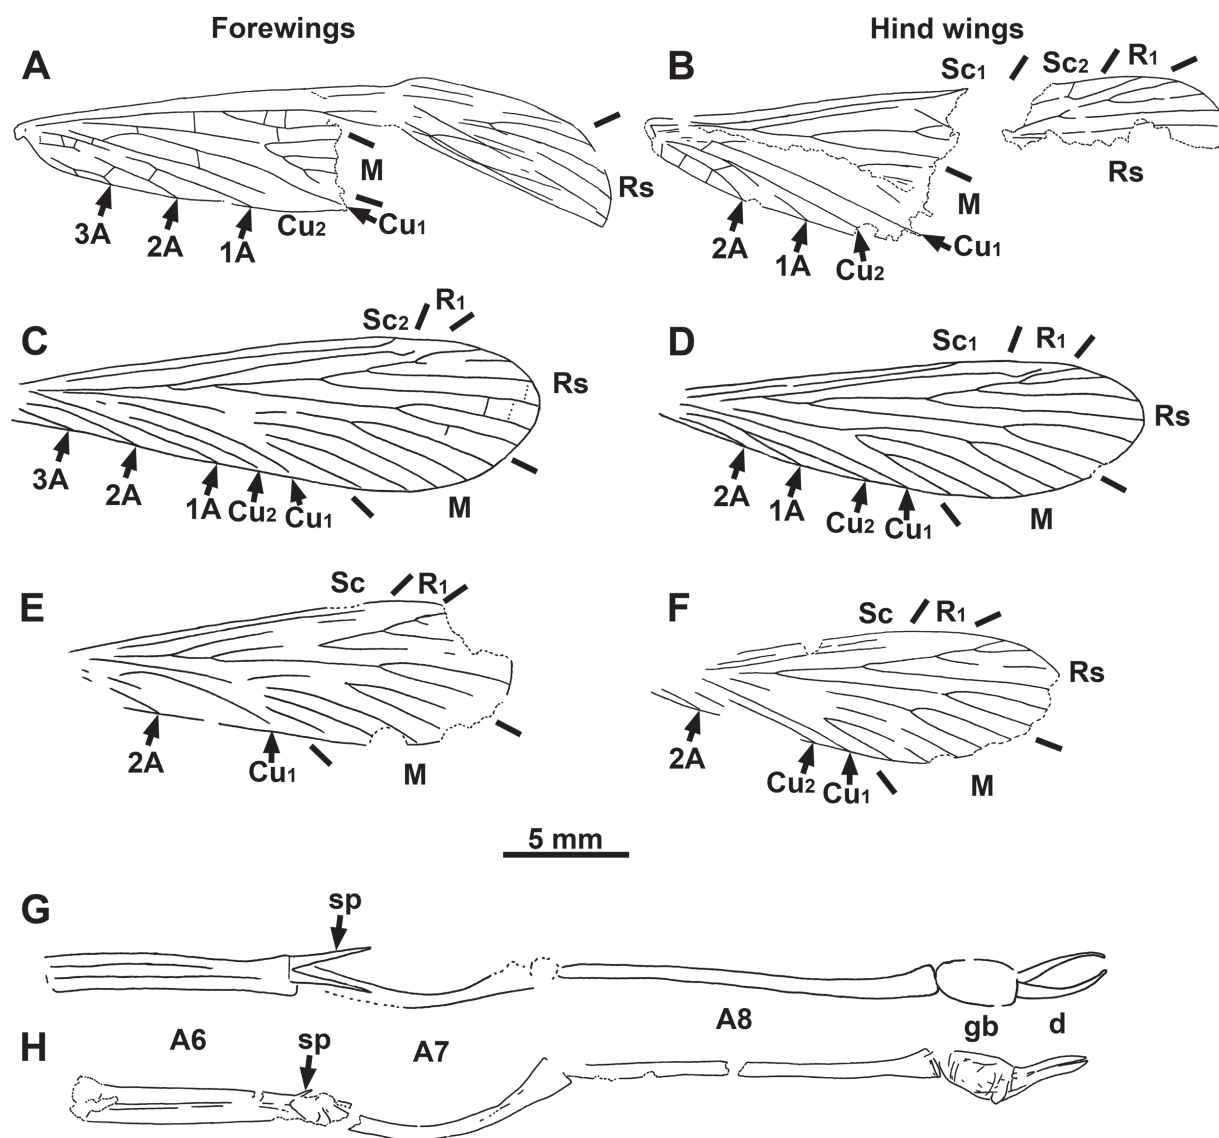 Forewings
Hind wings
A
B
Sc1
Sc2
R1
M
Rs
M
Rs
3A
2A
1A
Cu2
Cu1
2A
1A
Cu2
Cu1
C
Sc2
R1
D
Sc1
R1
Rs
Rs
3A
2A
1A
Cu2
Cu1
M
2A
1A
Cu2
Cu1
M
E
Sc
R1
F
Sc
R1
Rs
2A
Cu1
M
2A
Cu2
Cu1
M
5 mm
G
sp
A8
gb
d
H
A6
sp
A7